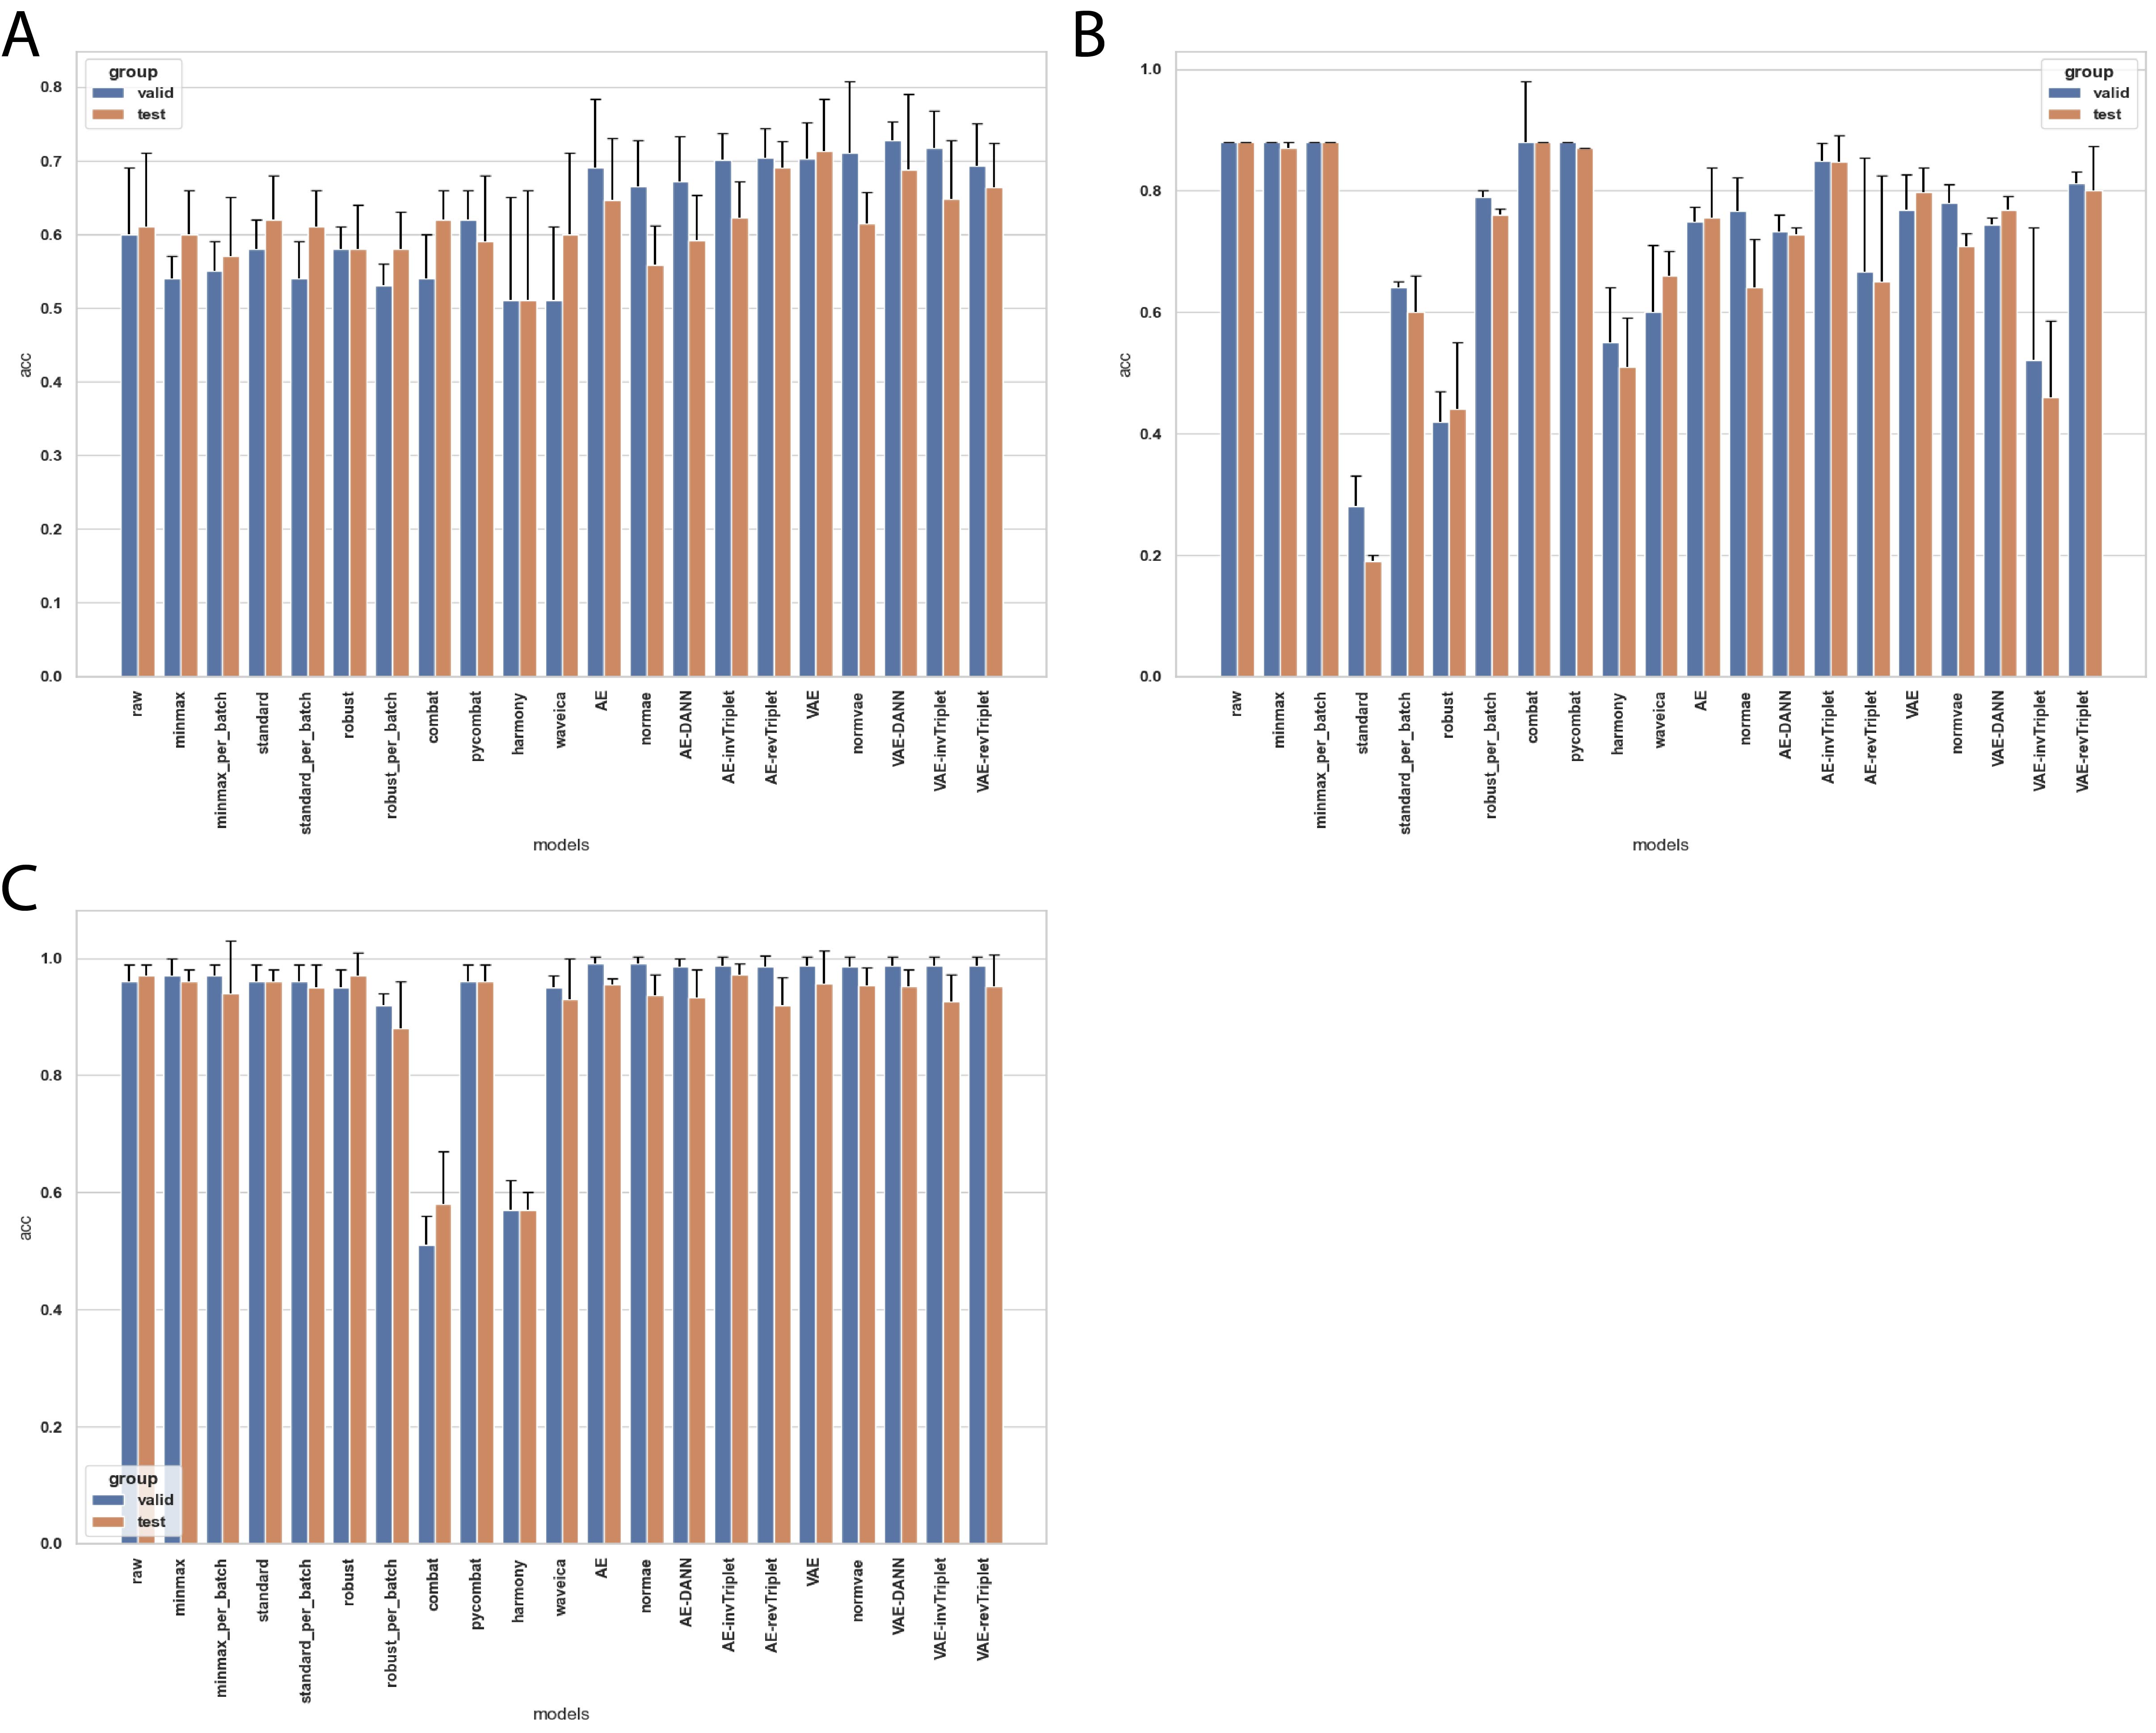 A
group
valid
test
0.8
0.7
0.6
0.5
0.4
0.3
0.2
0.1
0.0
acc
raw
minmax
minmax_per_batch
standard
standard_per_batch
robust
robust_per_batch
combat
pycombat
harmony
waveica
AE
normae
AE-DANN
AE-invTriplet
AE-revTriplet
VAE
normvae
VAE-DANN
VAE-invTriplet
VAE-revTriplet
models
B
group
valid
test
1.0
0.8
0.6
0.4
0.2
0.0
acc
raw
minmax
minmax_per_batch
standard
standard_per_batch
robust
robust_per_batch
combat
pycombat
harmony
waveica
AE
normae
AE-DANN
AE-invTriplet
AE-revTriplet
VAE
normvae
VAE-DANN
VAE-invTriplet
VAE-revTriplet
models
C
1.0
0.8
0.6
0.4
0.2
0.0
acc
group
valid
test
raw
minmax
minmax_per_batch
standard
standard_per_batch
robust
robust_per_batch
combat
pycombat
harmony
waveica
AE
normae
AE-DANN
AE-invTriplet
AE-revTriplet
VAE
normvae
VAE-DANN
VAE-invTriplet
VAE-revTriplet
models